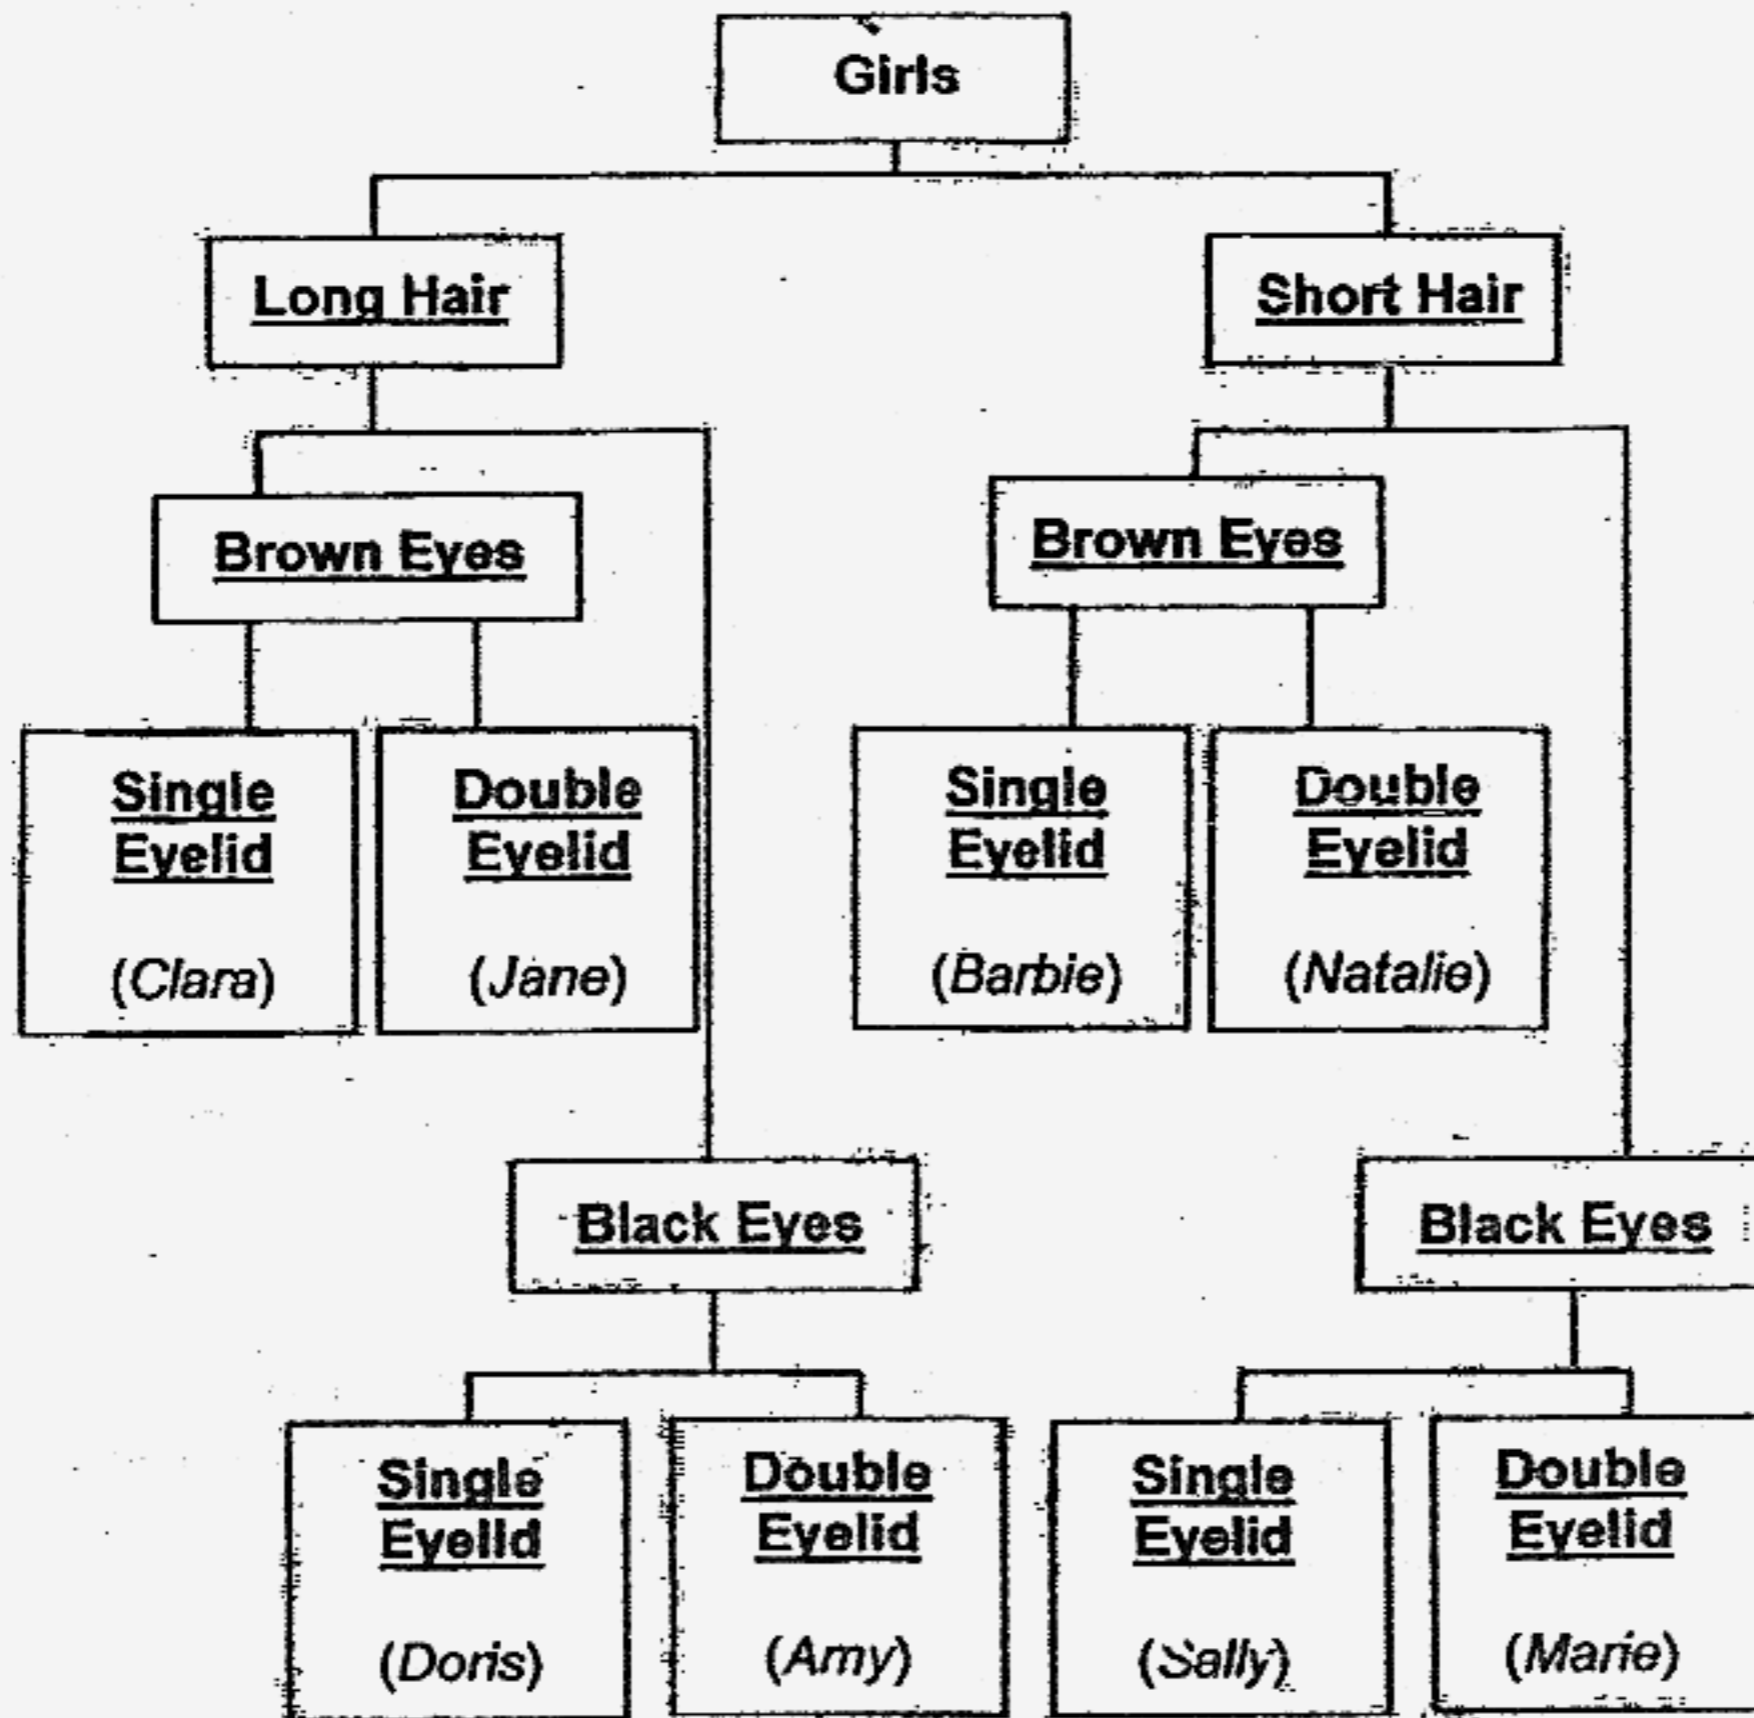 Girls
Long Hair
Short Hair
Brown Eyes
Brown Eyes
Single
Eyelid
(Clara)
Double
Eyelid
(Jane)
Single
Eyelid
(Barbie)
Double
Eyelid
(Natalie)
Black Eyes
Black Eyes
Single
Eyelid
(Doris)
Double
Eyelid
(Amy)
Single
Eyelid
(Sally)
Double
Eyelid
(Marie)